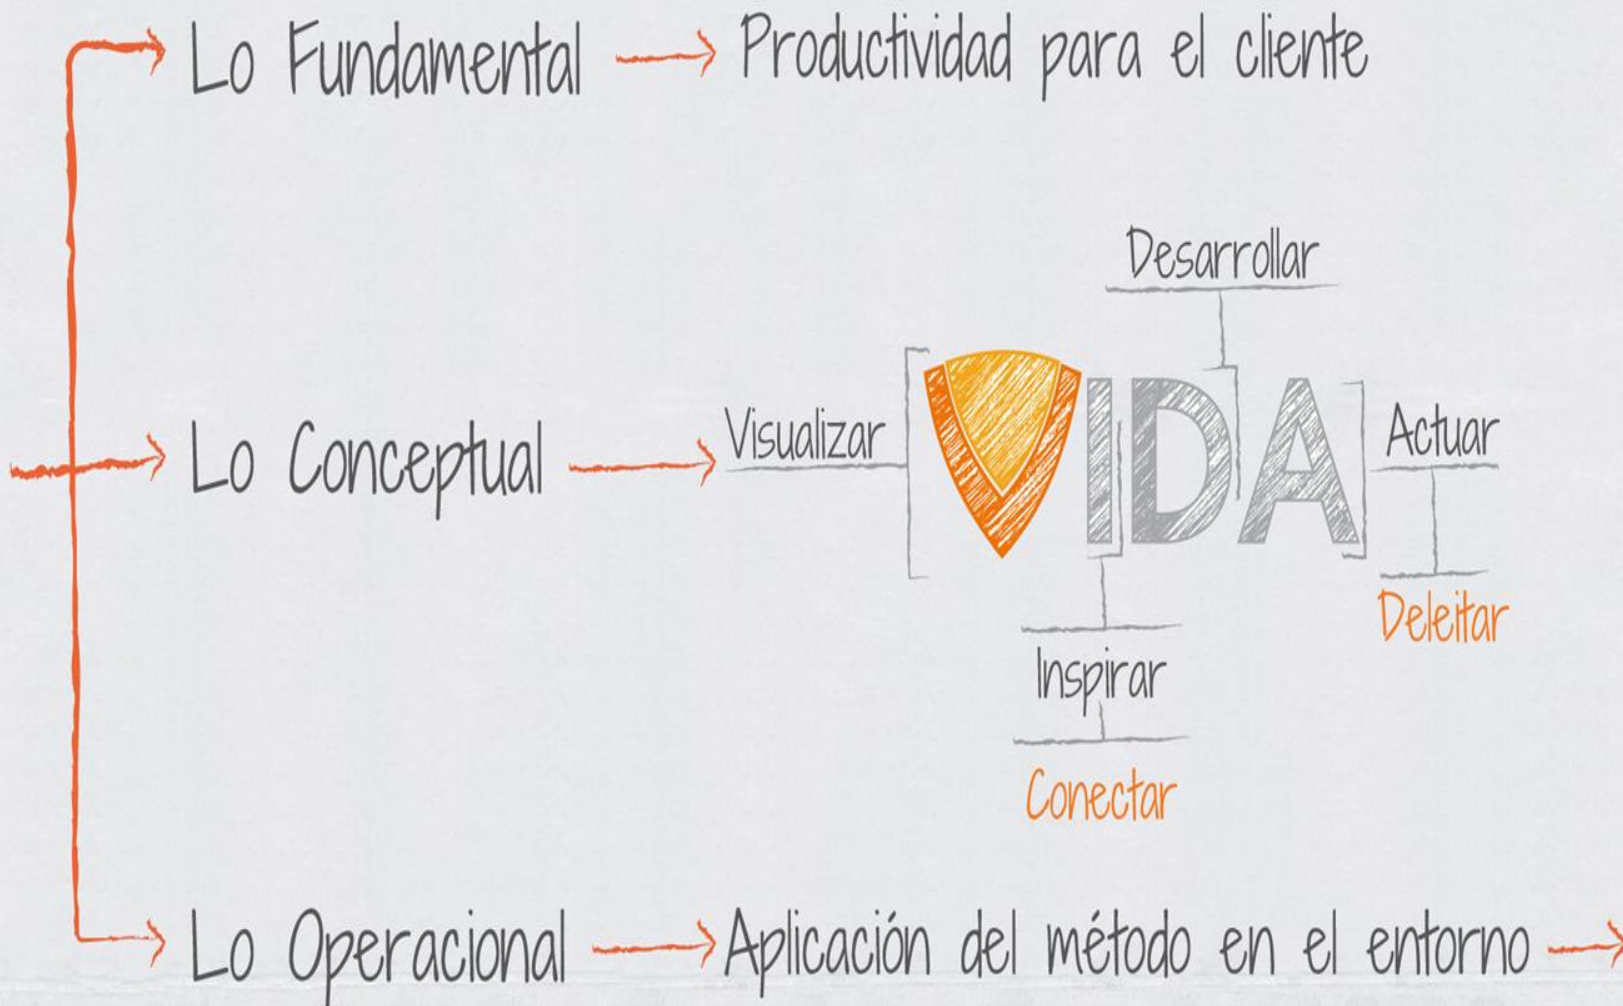 Lo Fundamental → Productividad para el cliente
Desarrollar
Lo Conceptual → Visualizar VIDA Actuar
Deleitar
Inspirar
Conectar
Lo Operacional → Aplicación del método en el entorno →